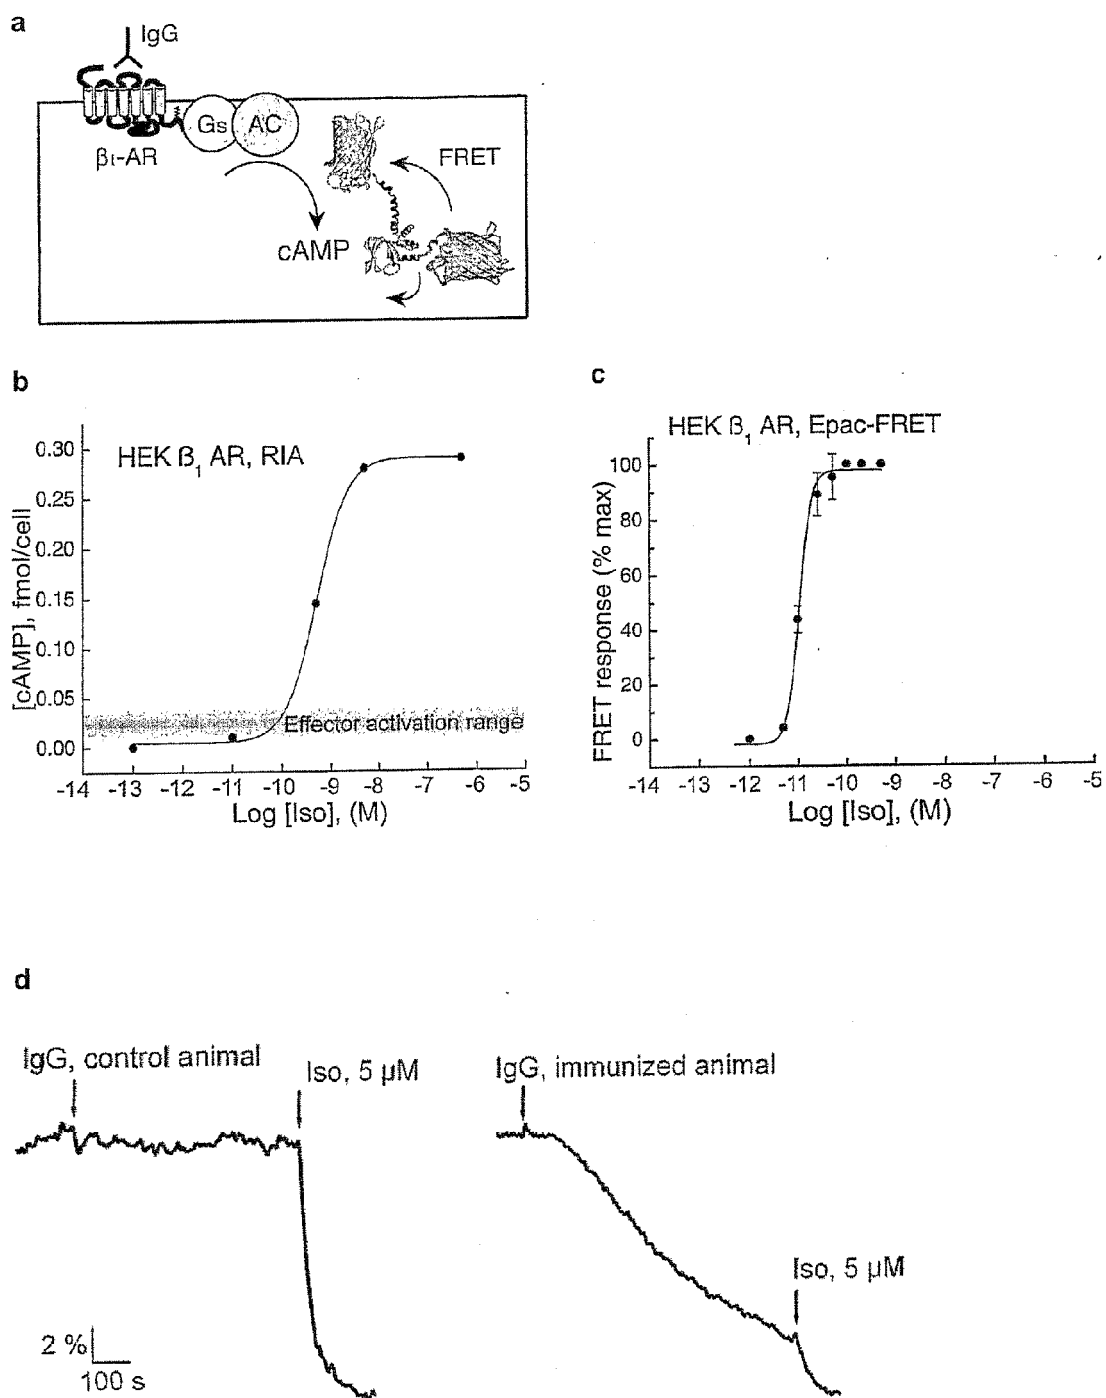 a
IgG
Gs
AC
β₁-AR
FRET
cAMP
b
HEK ß₁ AR, RIA
[cAMP], fmol/cell
0.30
0.25
0.20
0.15
0.10
0.05
0.00
Effector activation range
-14 -13 -12 -11 -10 -9 -8 -7 -6 -5
Log [Iso], (M)
c
HEK ß₁ AR, Epac-FRET
FRET response (% max)
100
80
60
40
20
0
-14 -13 -12 -11 -10 -9 -8 -7 -6 -5
Log [Iso], (M)
d
IgG, control animal
Iso, 5 µM
IgG, immunized animal
Iso, 5 µM
2 %
100 s